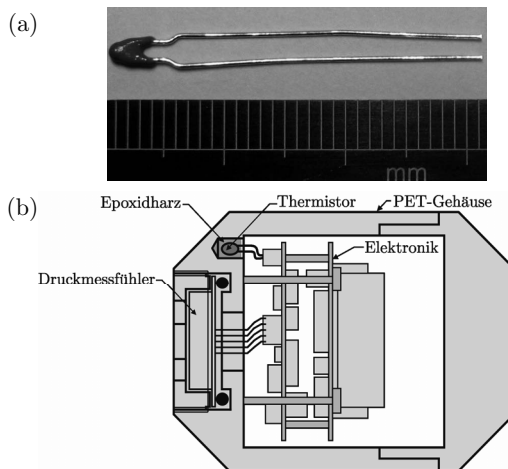 (a)
mm
(b)
Epoxidharz
Thermistor
PET-Gehäuse
Elektronik
Druckmessfühler